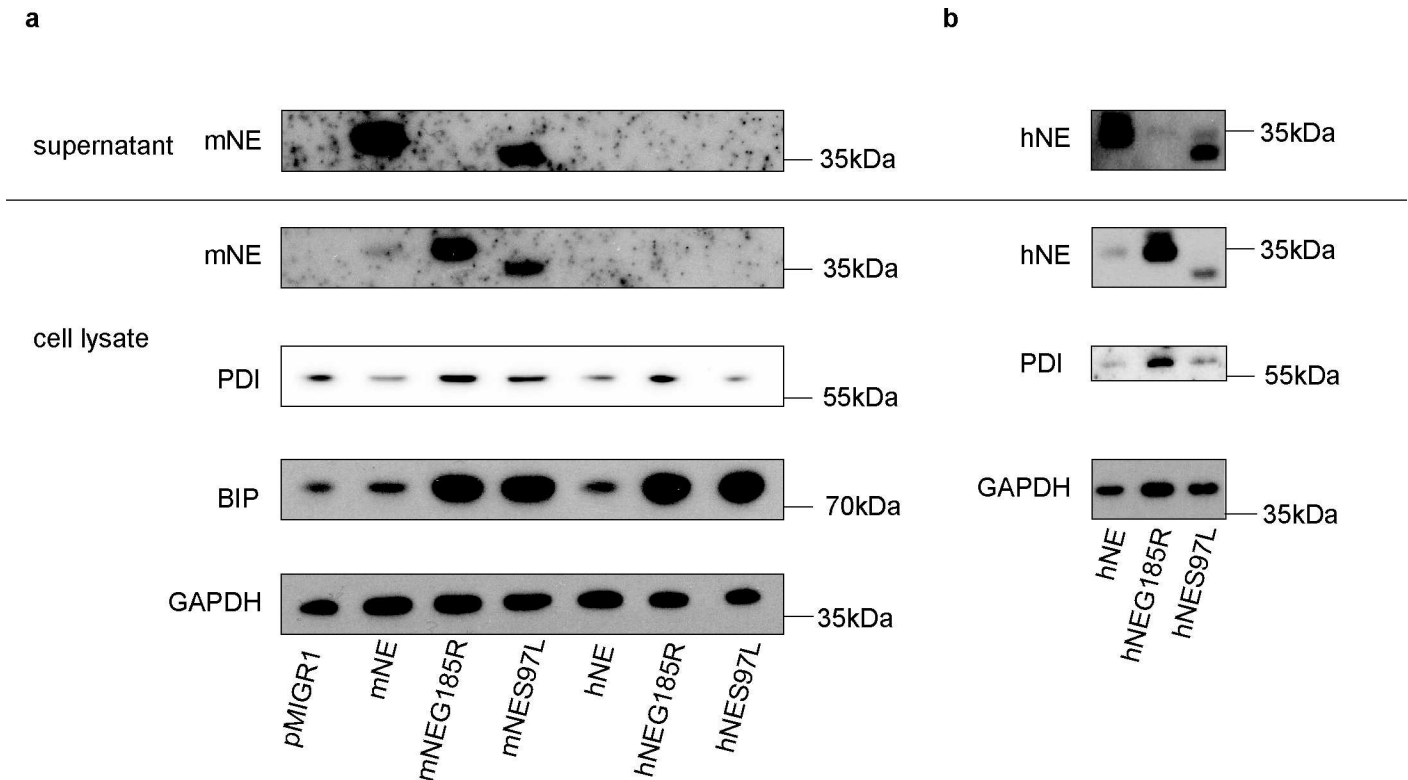 a
b
supernatant
mNE
35kDa
hNE
35kDa
cell lysate
mNE
35kDa
hNE
35kDa
PDI
55kDa
PDI
55kDa
BIP
70kDa
GAPDH
35kDa
GAPDH
35kDa
pMIGR1
mNE
mNEG185R
mNES97L
hNE
hNEG185R
hNES97L
hNE
hNEG185R
hNES97L